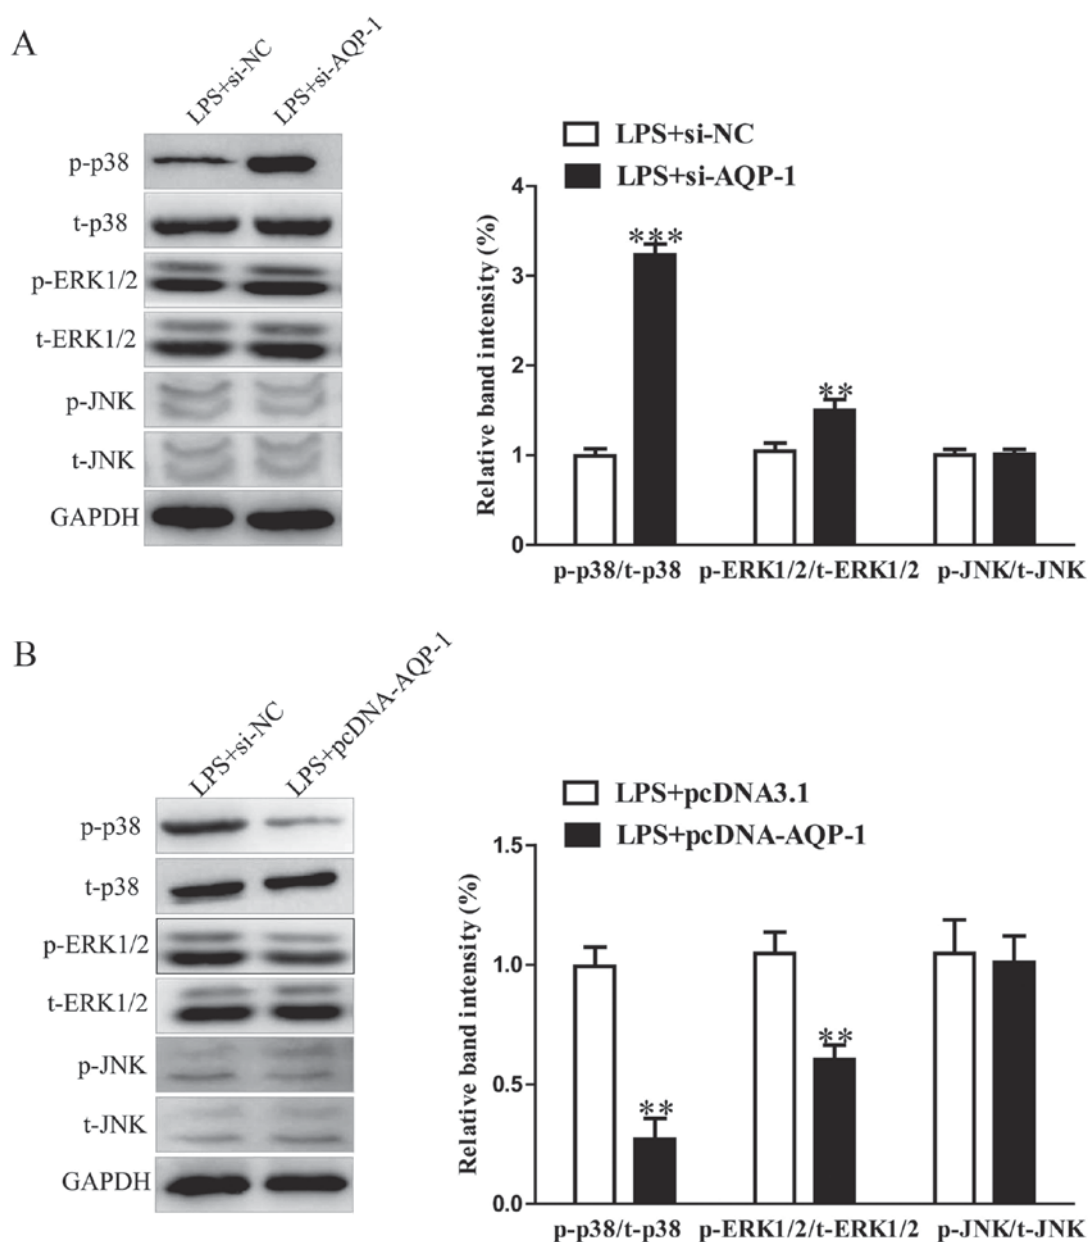 A
LPS+si-NC
LPS+si-AQP-1
p-p38
t-p38
p-ERK1/2
t-ERK1/2
p-JNK
t-JNK
GAPDH
LPS+si-NC
LPS+si-AQP-1
Relative band intensity (%)
4
3
2
1
0
***
**
p-p38/t-p38 p-ERK1/2/t-ERK1/2 p-JNK/t-JNK
B
LPS+si-NC
LPS+pcDNA-AQP-1
p-p38
t-p38
p-ERK1/2
t-ERK1/2
p-JNK
t-JNK
GAPDH
LPS+pcDNA3.1
LPS+pcDNA-AQP-1
Relative band intensity (%)
1.5
1.0
0.5
0.0
**
**
p-p38/t-p38 p-ERK1/2/t-ERK1/2 p-JNK/t-JNK